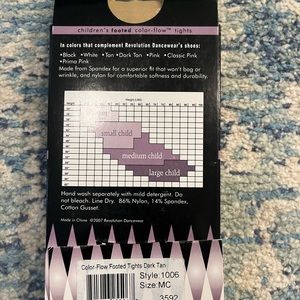 children's footed color-flow™ tights
In colors that complement Revolution Dancewear's shoes:
•Black •White •Tan •Dark Tan •Pink •Classic Pink
•Prima Pink
Made from Spandex for a superior fit that won't bag or
wrinkle, and nylon for comfortable softness and durability.
small child
medium child
large child
Hand wash separately with mild detergent. Do
not bleach. Line Dry. 86% Nylon, 14% Spandex,
Cotton Gusset.
Made in China ©2007 Revolution Dancewear
Color-Flow Footed Tights Dark Tan
Style:1006
Size:MC
3592